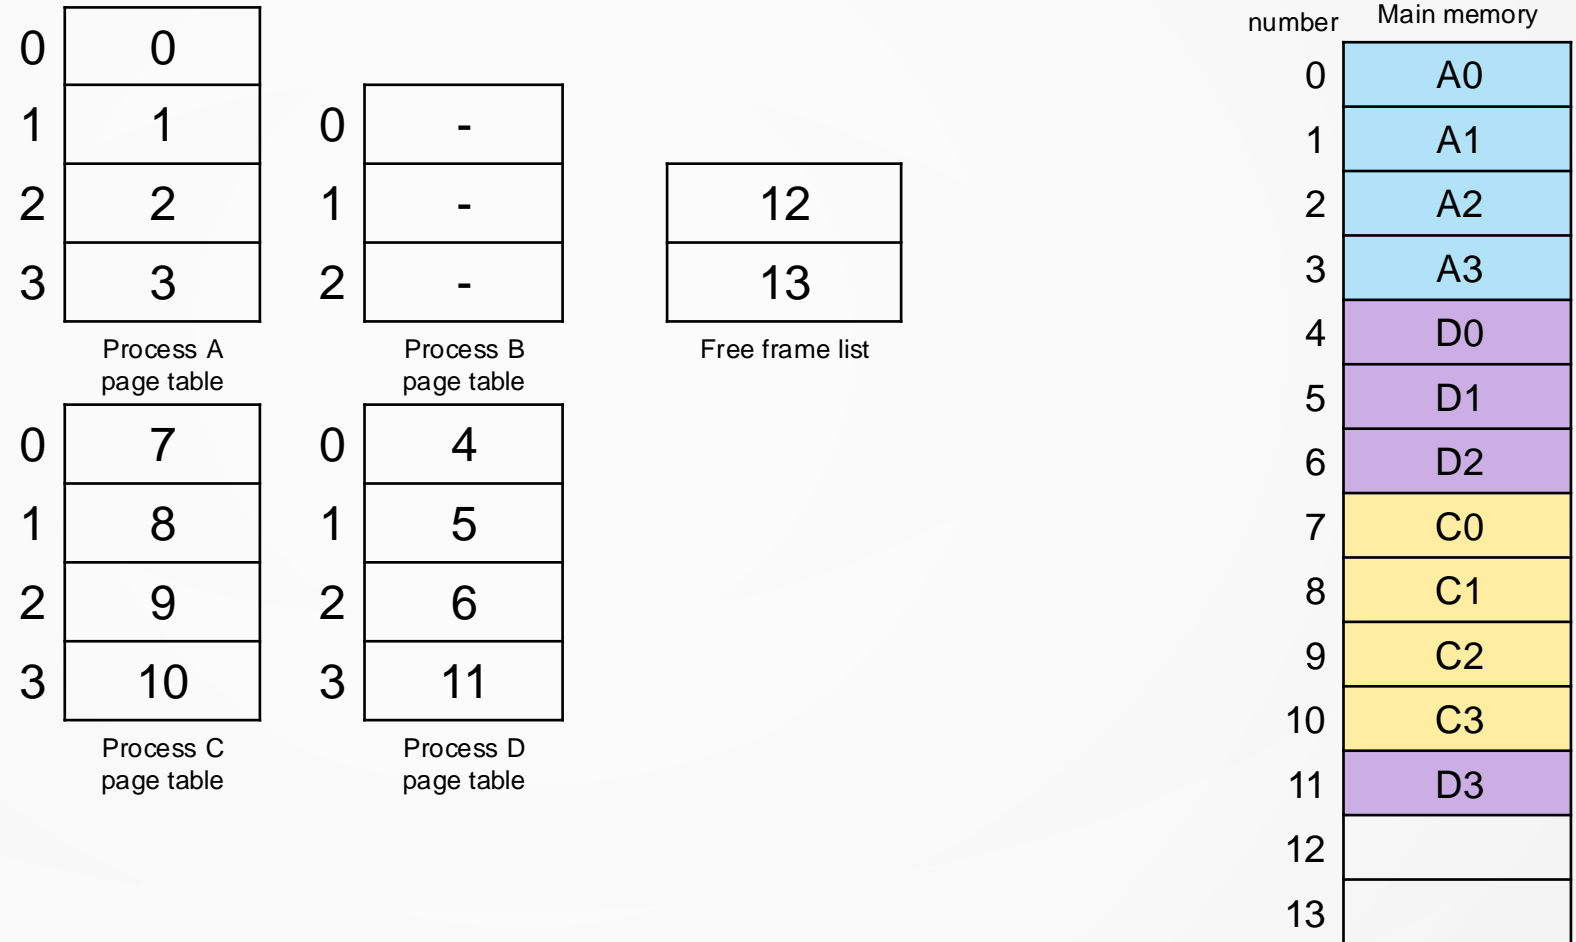 0 0
1 1
2 2
3 3
Process A
page table
0 -
1 -
2 -
Process B
page table
12
13
Free frame list
0 7
1 8
2 9
3 10
Process C
page table
0 4
1 5
2 6
3 11
Process D
page table
number Main memory
0 A0
1 A1
2 A2
3 A3
4 D0
5 D1
6 D2
7 C0
8 C1
9 C2
10 C3
11 D3
12
13